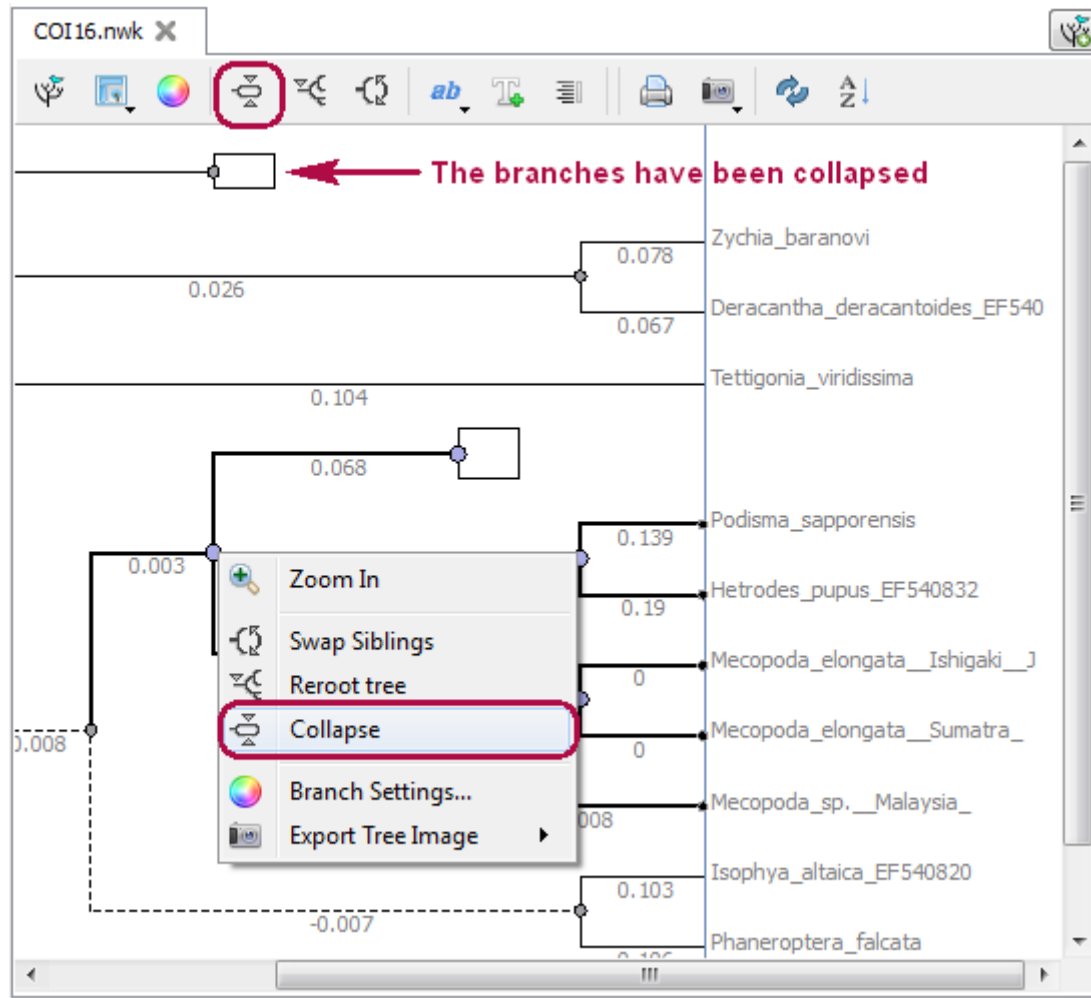 COI16.nwk
ab
A
Z
The branches have been collapsed
Zychia_baranovi
0.078
0.026
Deracantha_deracantoides_EF540
0.067
Tettigonia_viridissima
0.104
0.068
Podisma_sapporensis
0.139
0.003
Zoom In
Hetrodes_pupus_EF540832
0.19
Swap Siblings
Mecopoda_elongata__Ishigaki__J
0
Reroot tree
Collapse
Mecopoda_elongata__Sumatra_
0.008
0
Branch Settings...
Mecopoda_sp.__Malaysia_
008
Export Tree Image
Isophya_altaica_EF540820
0.103
-0.007
Phaneroptera_falcata